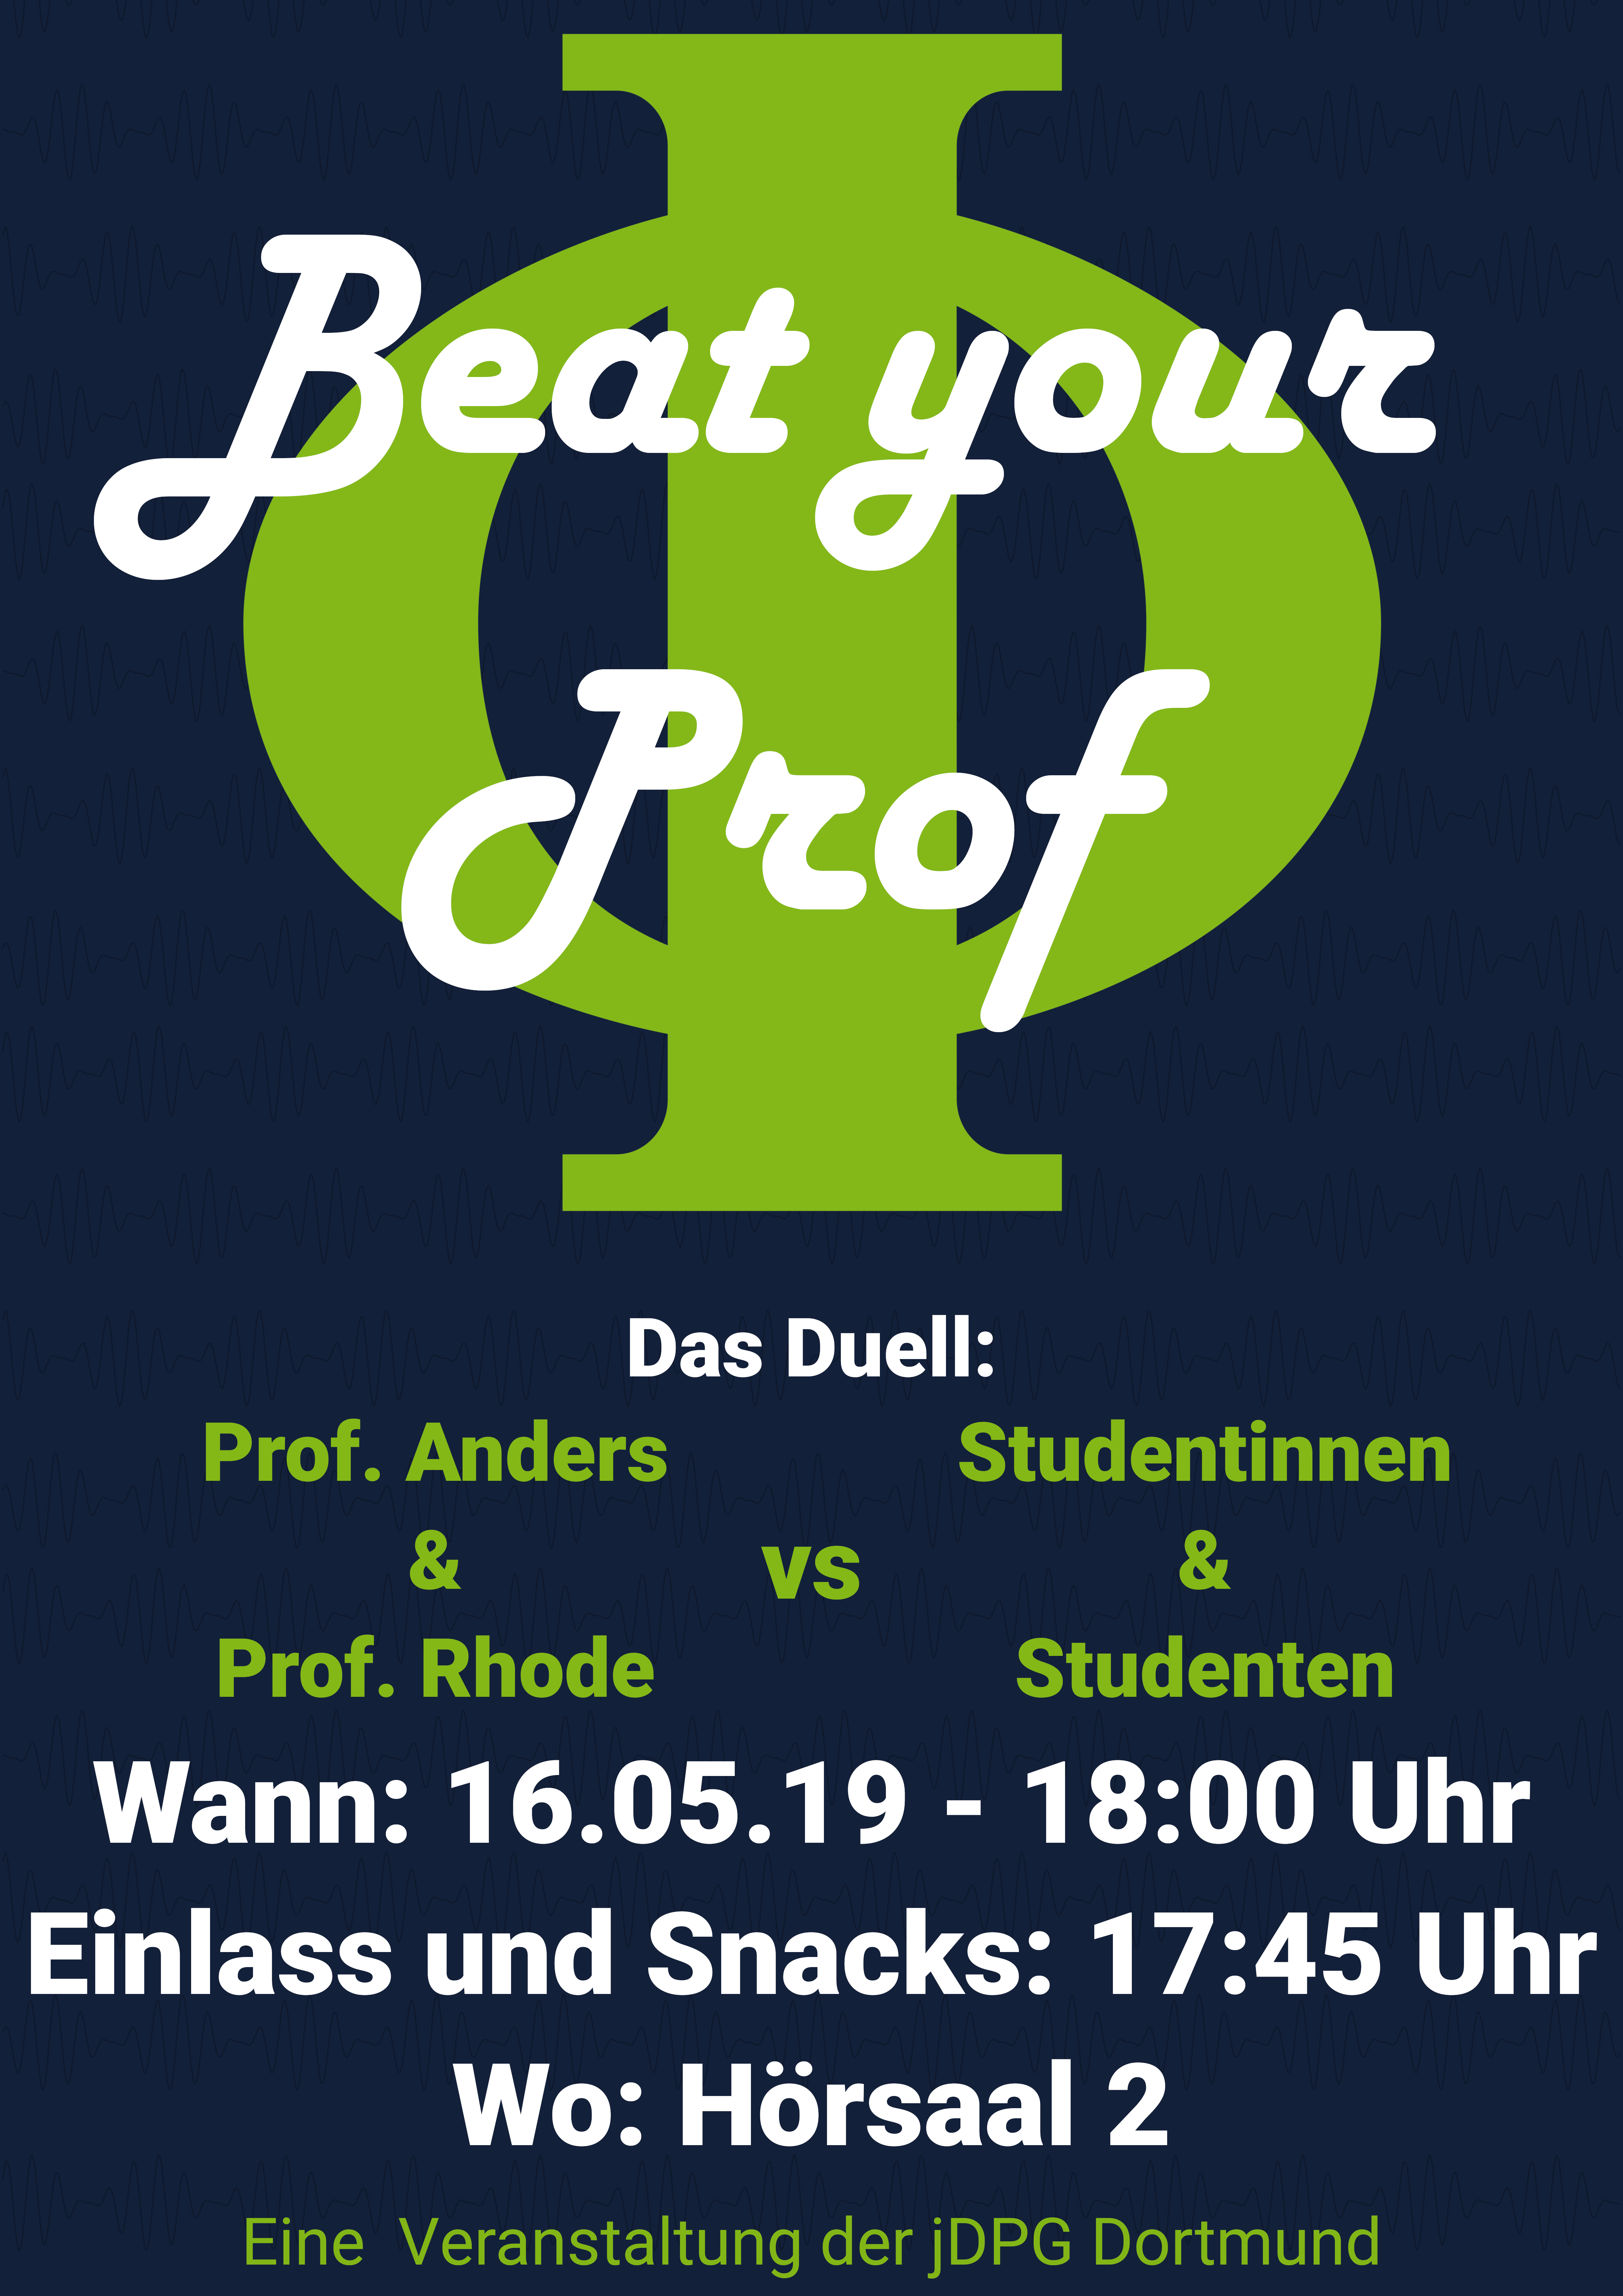 Φ
Beat your
Prof
Das Duell:
Prof. Anders
&
Prof. Rhode
vs
Studentinnen
&
Studenten
Wann: 16.05.19 - 18:00 Uhr
Einlass und Snacks: 17:45 Uhr
Wo: Hörsaal 2
Eine Veranstaltung der jDPG Dortmund